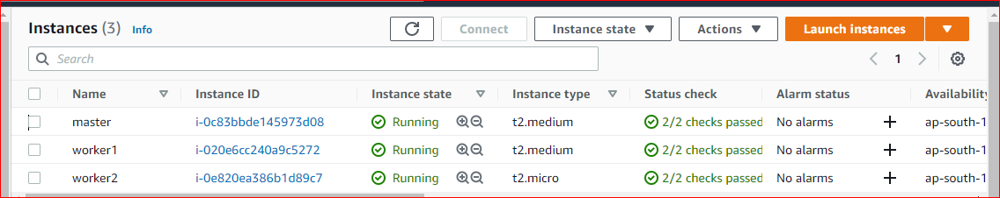 Instances (3) Info Connect Instance state Actions Launch instances
Search 1
Name Instance ID Instance state Instance type Status check Alarm status Availability
master i-0c83bbde145973d08 Running t2.medium 2/2 checks passed No alarms + ap-south-1
worker1 i-020e6cc240a9c5272 Running t2.medium 2/2 checks passed No alarms + ap-south-1
worker2 i-0e820ea386b1d89c7 Running t2.micro 2/2 checks passed No alarms + ap-south-1